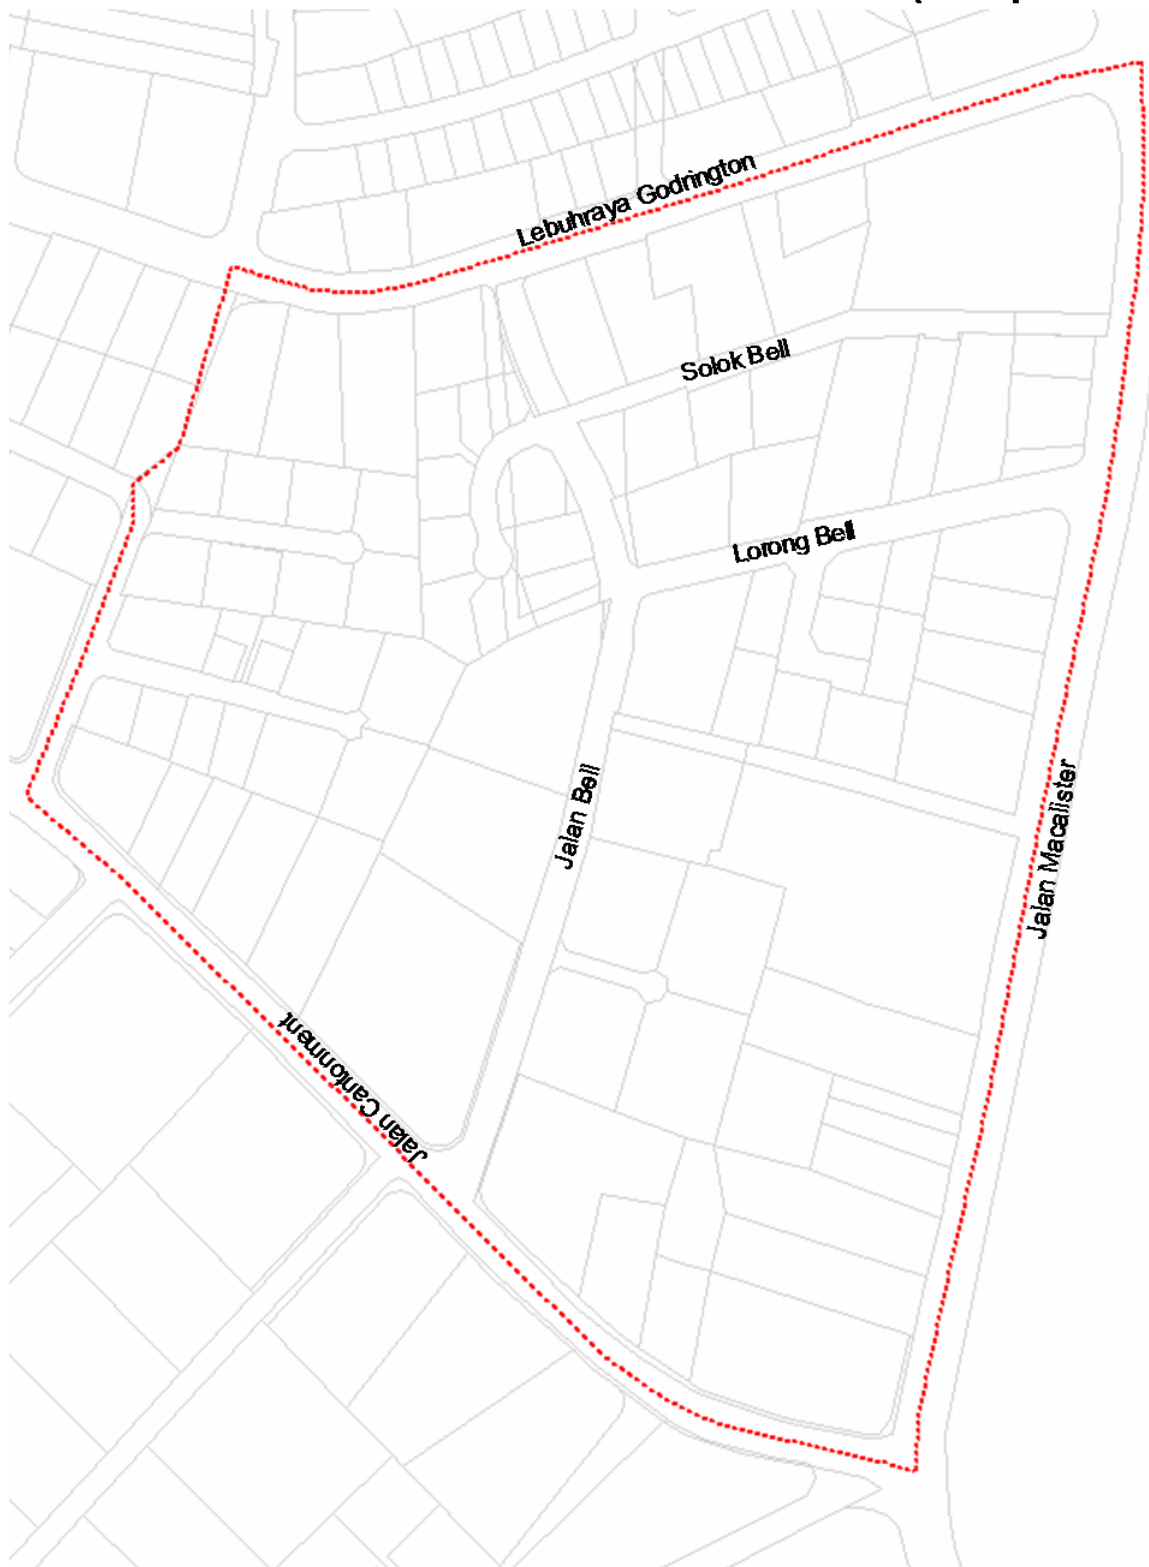 Lebuhraya Godrington
Solok Bell
Lorong Bell
Jalan Bell
Jalan Macalister
Jalan Cantonment